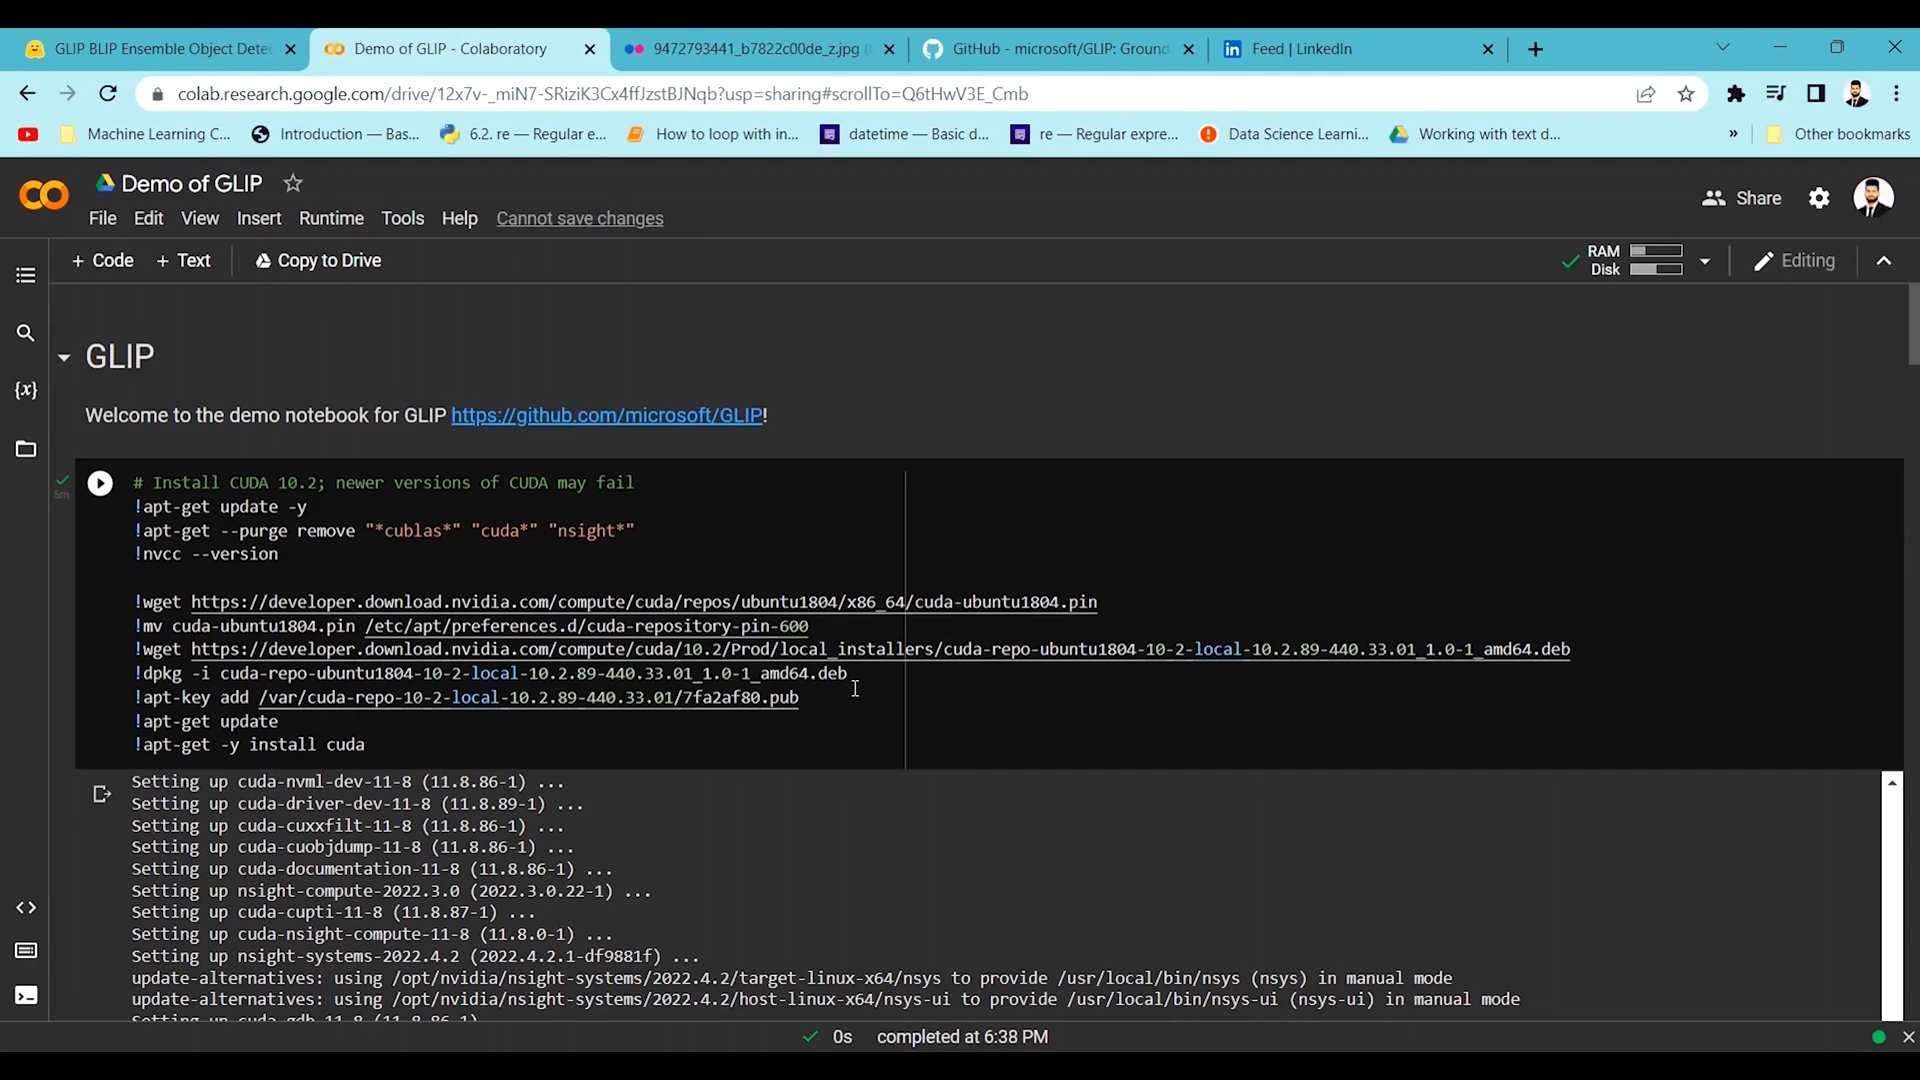 GLIP BLIP Ensemble Object Detec
Demo of GLIP - Colaboratory
9472793441_b7822c00de_z.jpg (
GitHub - microsoft/GLIP: Ground
Feed | LinkedIn
colab.research.google.com/drive/12x7v-_miN7-SRiziK3Cx4ffJzstBJNqb?usp=sharing#scrollTo=Q6tHwV3E_Cmb
Machine Learning C...
Introduction — Bas...
6.2. re — Regular e...
How to loop with in...
datetime — Basic d...
re — Regular expre...
Data Science Learni...
Working with text d...
»
Other bookmarks
Demo of GLIP
File Edit View Insert Runtime Tools Help Cannot save changes
Share
+ Code + Text Copy to Drive
RAM
Disk
Editing
GLIP
Welcome to the demo notebook for GLIP https://github.com/microsoft/GLIP!
5m
# Install CUDA 10.2; newer versions of CUDA may fail
!apt-get update -y
!apt-get --purge remove "*cublas*" "cuda*" "nsight*"
!nvcc --version
!wget https://developer.download.nvidia.com/compute/cuda/repos/ubuntu1804/x86_64/cuda-ubuntu1804.pin
!mv cuda-ubuntu1804.pin /etc/apt/preferences.d/cuda-repository-pin-600
!wget https://developer.download.nvidia.com/compute/cuda/10.2/Prod/local_installers/cuda-repo-ubuntu1804-10-2-local-10.2.89-440.33.01_1.0-1_amd64.deb
!dpkg -i cuda-repo-ubuntu1804-10-2-local-10.2.89-440.33.01_1.0-1_amd64.deb
!apt-key add /var/cuda-repo-10-2-local-10.2.89-440.33.01/7fa2af80.pub
!apt-get update
!apt-get -y install cuda
Setting up cuda-nvml-dev-11-8 (11.8.86-1) ...
Setting up cuda-driver-dev-11-8 (11.8.89-1) ...
Setting up cuda-cuxxfilt-11-8 (11.8.86-1) ...
Setting up cuda-cuobjdump-11-8 (11.8.86-1) ...
Setting up cuda-documentation-11-8 (11.8.86-1) ...
Setting up nsight-compute-2022.3.0 (2022.3.0.22-1) ...
Setting up cuda-cupti-11-8 (11.8.87-1) ...
Setting up cuda-nsight-compute-11-8 (11.8.0-1) ...
Setting up nsight-systems-2022.4.2 (2022.4.2.1-df9881f) ...
update-alternatives: using /opt/nvidia/nsight-systems/2022.4.2/target-linux-x64/nsys to provide /usr/local/bin/nsys (nsys) in manual mode
update-alternatives: using /opt/nvidia/nsight-systems/2022.4.2/host-linux-x64/nsys-ui to provide /usr/local/bin/nsys-ui (nsys-ui) in manual mode
Setting up cuda-gdb-11-8 (11.8.86-1)
0s completed at 6:38 PM